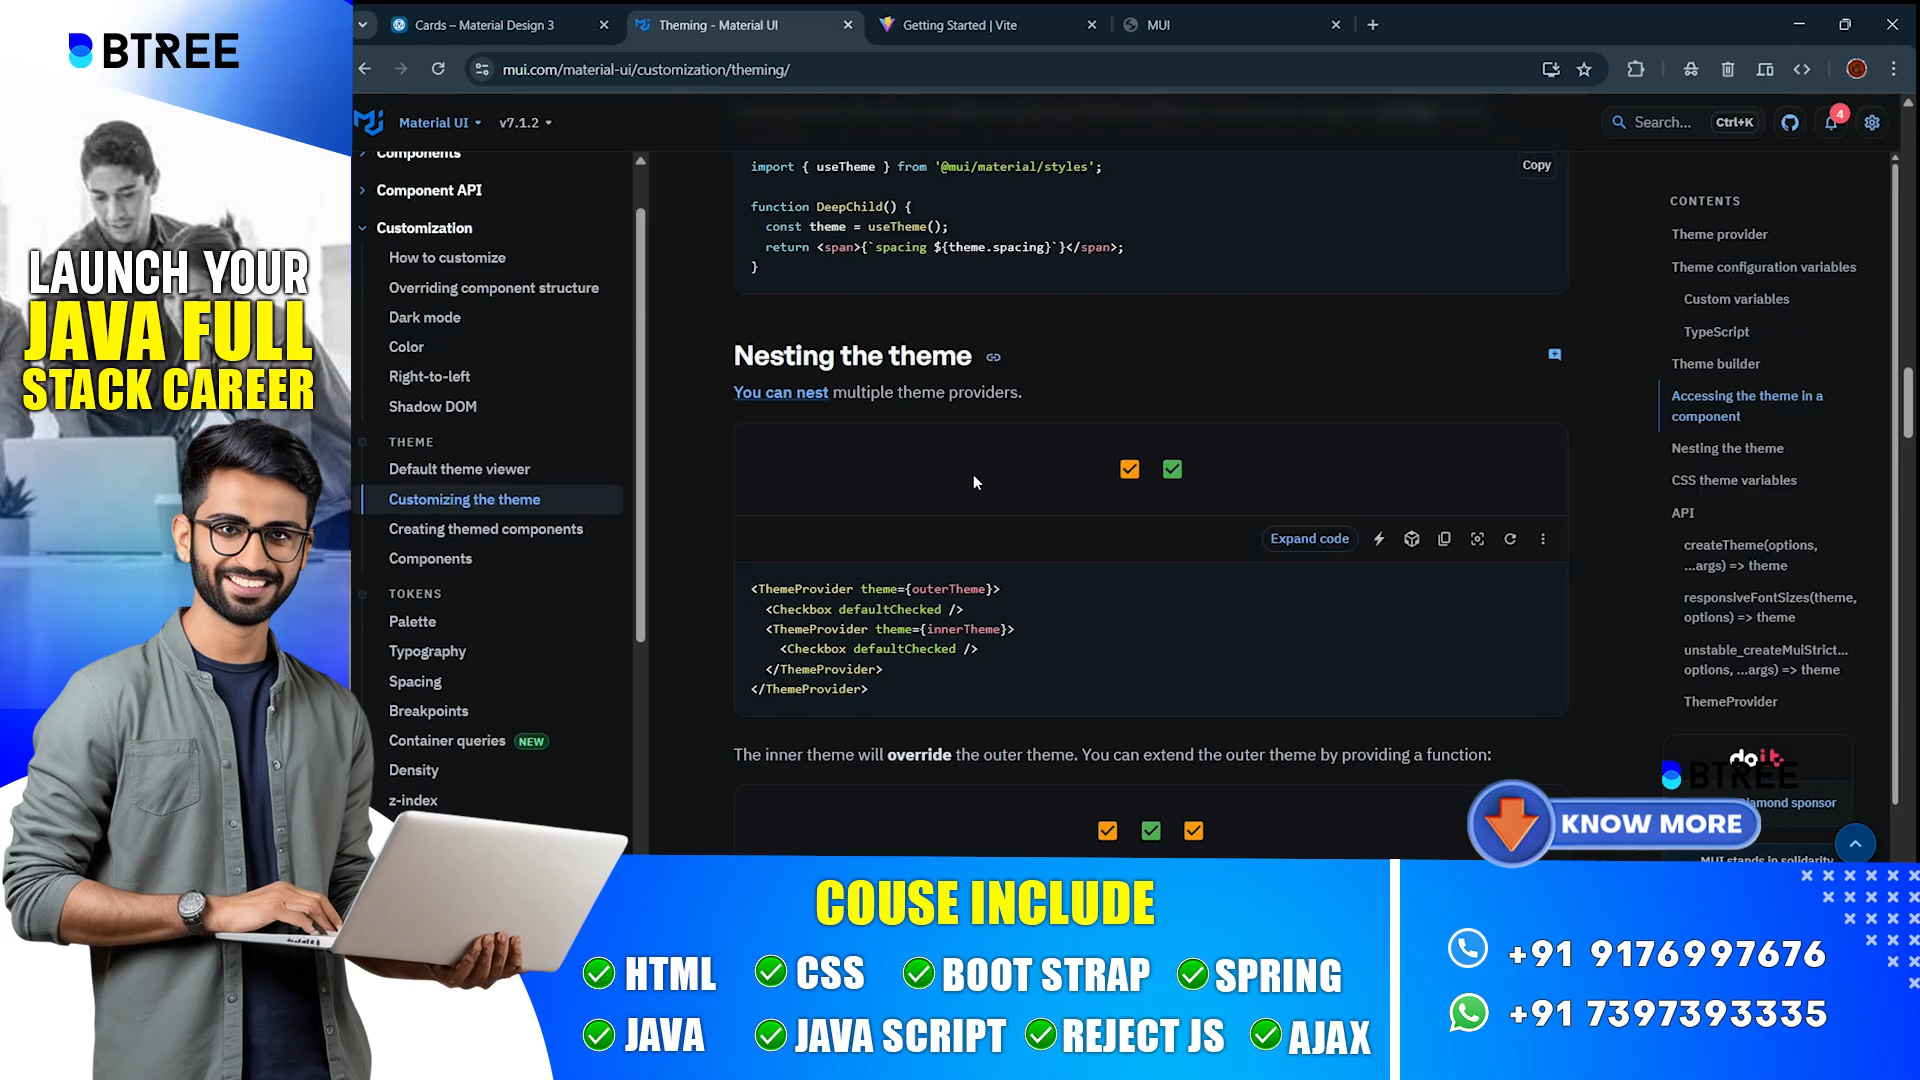 BTREE
LAUNCH YOUR
JAVA FULL
STACK CAREER
Cards – Material Design 3
Theming - Material UI
Getting Started | Vite
MUI
mui.com/material-ui/customization/theming/
Material UI
v7.1.2
Search...
Ctrl+K
4
Components
Component API
Customization
How to customize
Overriding component structure
Dark mode
Color
Right-to-left
Shadow DOM
THEME
Default theme viewer
Customizing the theme
Creating themed components
Components
TOKENS
Palette
Typography
Spacing
Breakpoints
Container queries NEW
Density
z-index
import { useTheme } from '@mui/material/styles';
Copy
function DeepChild() {
const theme = useTheme();
return <span>{`spacing ${theme.spacing}`}</span>;
}
Nesting the theme
You can nest multiple theme providers.
Expand code
<ThemeProvider theme={outerTheme}>
<Checkbox defaultChecked />
<ThemeProvider theme={innerTheme}>
<Checkbox defaultChecked />
</ThemeProvider>
</ThemeProvider>
The inner theme will override the outer theme. You can extend the outer theme by providing a function:
CONTENTS
Theme provider
Theme configuration variables
Custom variables
TypeScript
Theme builder
Accessing the theme in a
component
Nesting the theme
CSS theme variables
API
createTheme(options,
...args) => theme
responsiveFontSizes(theme,
options) => theme
unstable_createMuiStrict...
options, ...args) => theme
ThemeProvider
doit.
BTREE
iamond sponsor
KNOW MORE
MUI stands in solidarity
COUSE INCLUDE
HTML
CSS
BOOT STRAP
SPRING
JAVA
JAVA SCRIPT
REJECT JS
AJAX
+91 9176997676
+91 7397393335